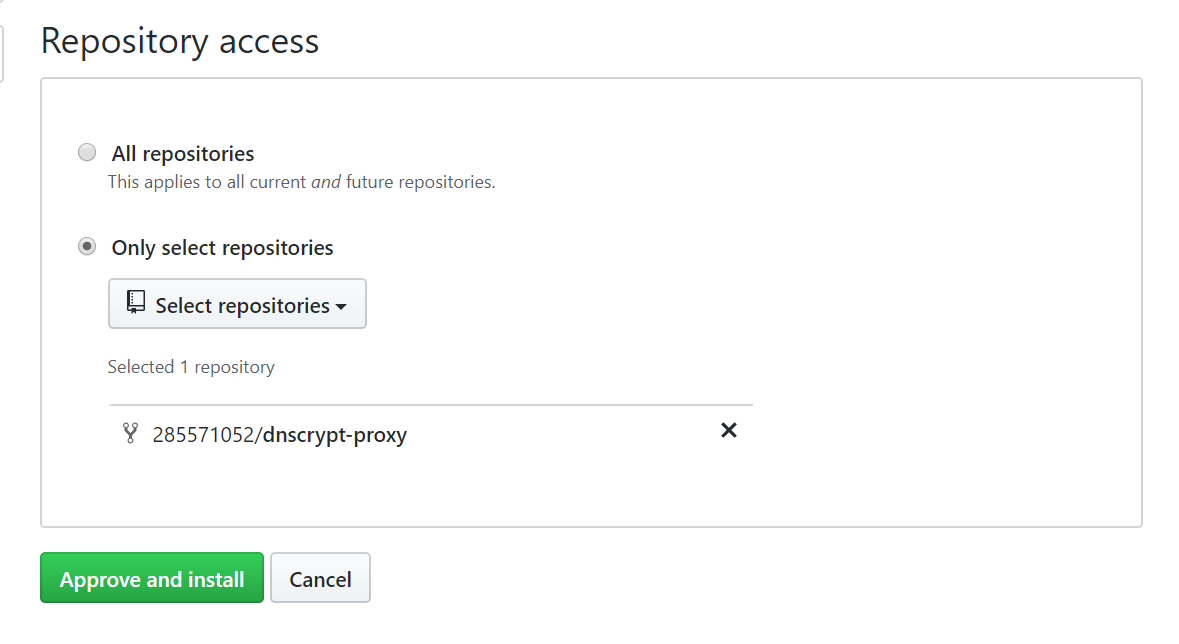 Repository access
All repositories
This applies to all current and future repositories.
Only select repositories
Select repositories
Selected 1 repository
285571052/dnscrypt-proxy
Approve and install
Cancel